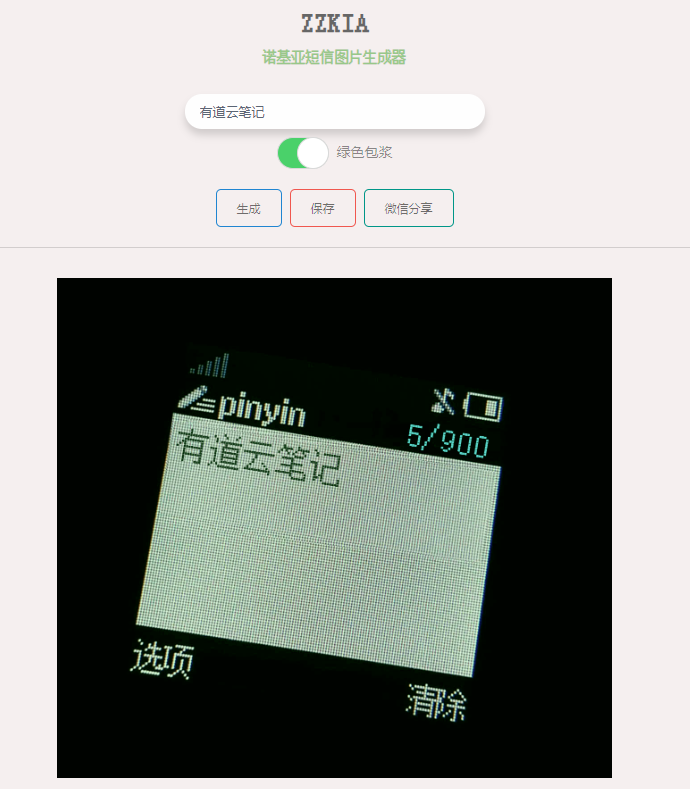 ZZKIA
诺基亚短信图片生成器
有道云笔记
绿色包浆
生成 保存 微信分享
pinyin
5/900
有道云笔记
选项
清除